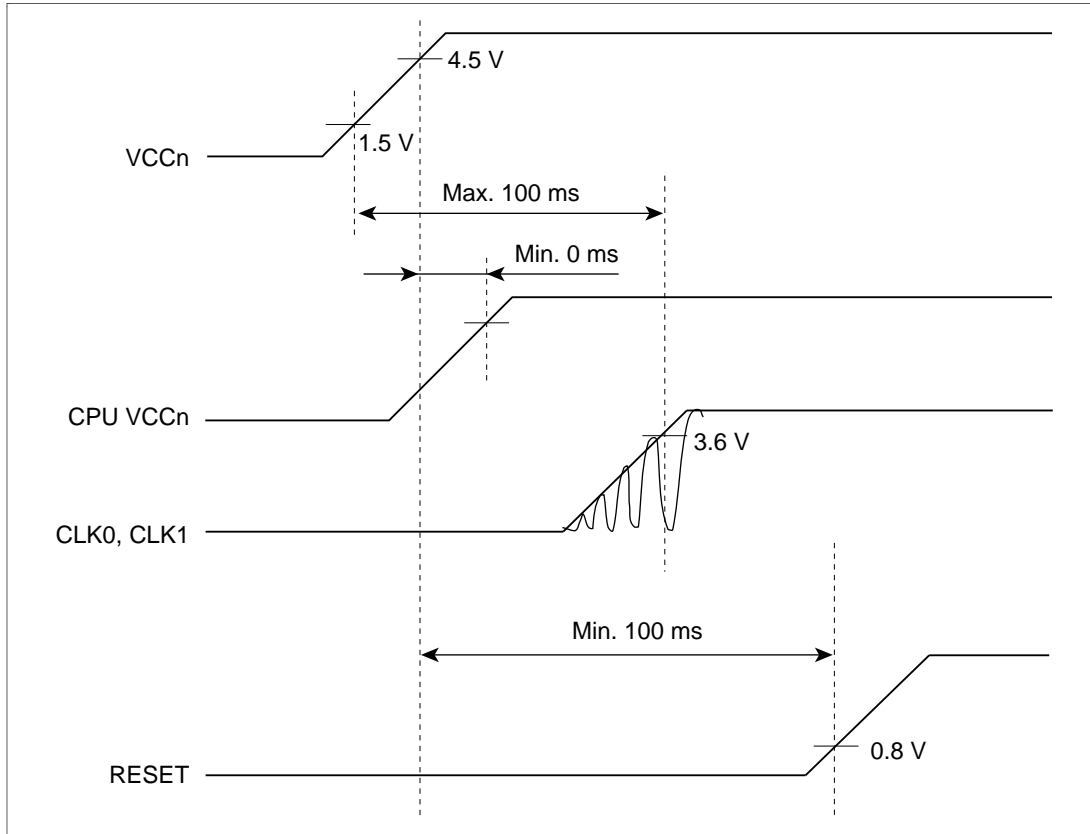 4.5 V
1.5 V
VCCn
Max. 100 ms
Min. 0 ms
CPU VCCn
3.6 V
CLK0, CLK1
Min. 100 ms
0.8 V
RESET